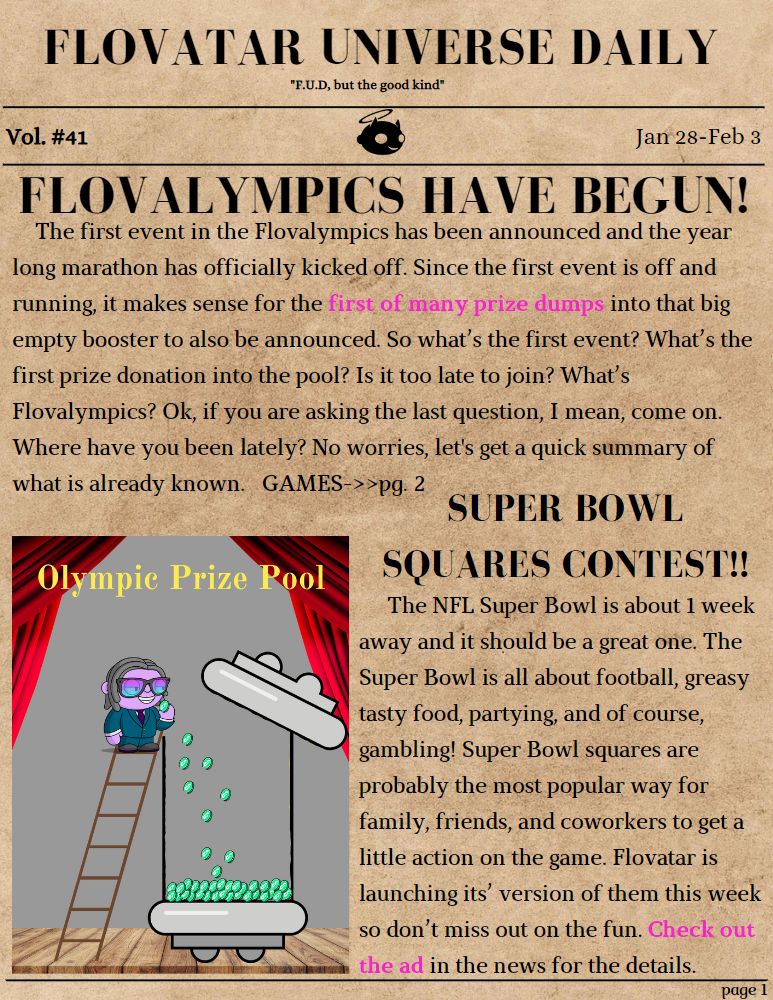 FLOVATAR UNIVERSE DAILY
"F.U.D, but the good kind"
Vol. #41
Jan 28-Feb 3
FLOVALYMPICS HAVE BEGUN!
The first event in the Flovalympics has been announced and the year
long marathon has officially kicked off. Since the first event is off and
running, it makes sense for the first of many prize dumps into that big
empty booster to also be announced. So what's the first event? What's the
first prize donation into the pool? Is it too late to join? What's
Flovalympics? Ok, if you are asking the last question, I mean, come on.
Where have you been lately? No worries, let's get a quick summary of
what is already known. GAMES->>pg. 2
Olympic Prize Pool
SUPER BOWL
SQUARES CONTEST!!
The NFL Super Bowl is about 1 week
away and it should be a great one. The
Super Bowl is all about football, greasy
tasty food, partying, and of course,
gambling! Super Bowl squares are
probably the most popular way for
family, friends, and coworkers to get a
little action on the game. Flovatar is
launching its’ version of them this week
so don’t miss out on the fun. Check out
the ad in the news for the details.
page 1